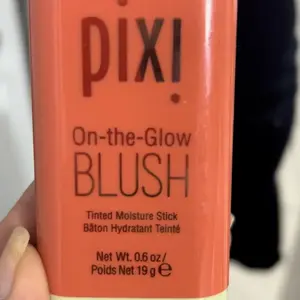 pixi
On-the-Glow
BLUSH
Tinted Moisture Stick
Bâton Hydratant Teinté
Net Wt. 0.6 oz/
Poids Net 19 g ℮